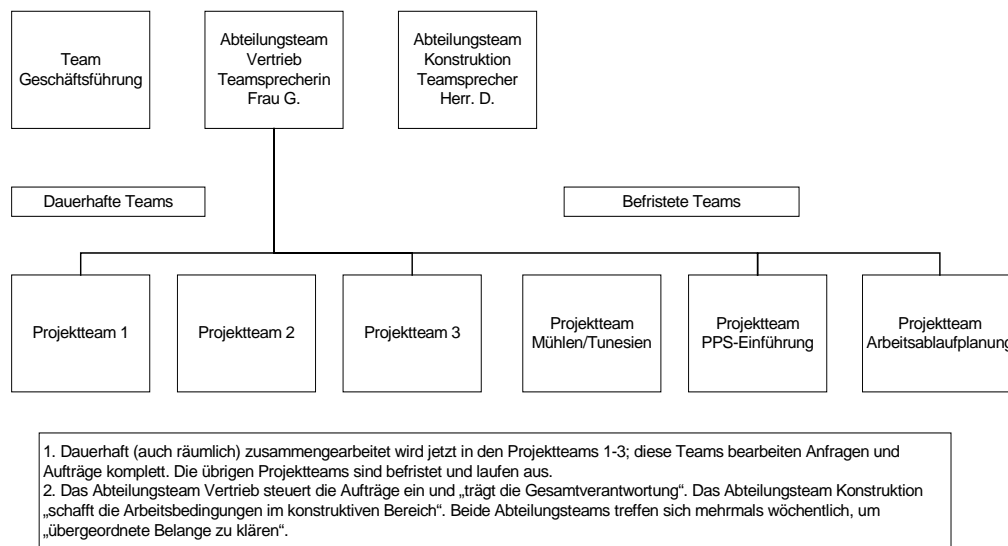 Team
Geschäftsführung
Abteilungsteam
Vertrieb
Teamsprecherin
Frau G.
Abteilungsteam
Konstruktion
Teamsprecher
Herr. D.
Dauerhafte Teams
Befristete Teams
Projektteam 1
Projektteam 2
Projektteam 3
Projektteam
Mühlen/Tunesien
Projektteam
PPS-Einführung
Projektteam
Arbeitsablaufplanung
1. Dauerhaft (auch räumlich) zusammengearbeitet wird jetzt in den Projektteams 1-3; diese Teams bearbeiten Anfragen und
Aufträge komplett. Die übrigen Projektteams sind befristet und laufen aus.
2. Das Abteilungsteam Vertrieb steuert die Aufträge ein und „trägt die Gesamtverantwortung“. Das Abteilungsteam Konstruktion
„schafft die Arbeitsbedingungen im konstruktiven Bereich“. Beide Abteilungsteams treffen sich mehrmals wöchentlich, um
„übergeordnete Belange zu klären“.